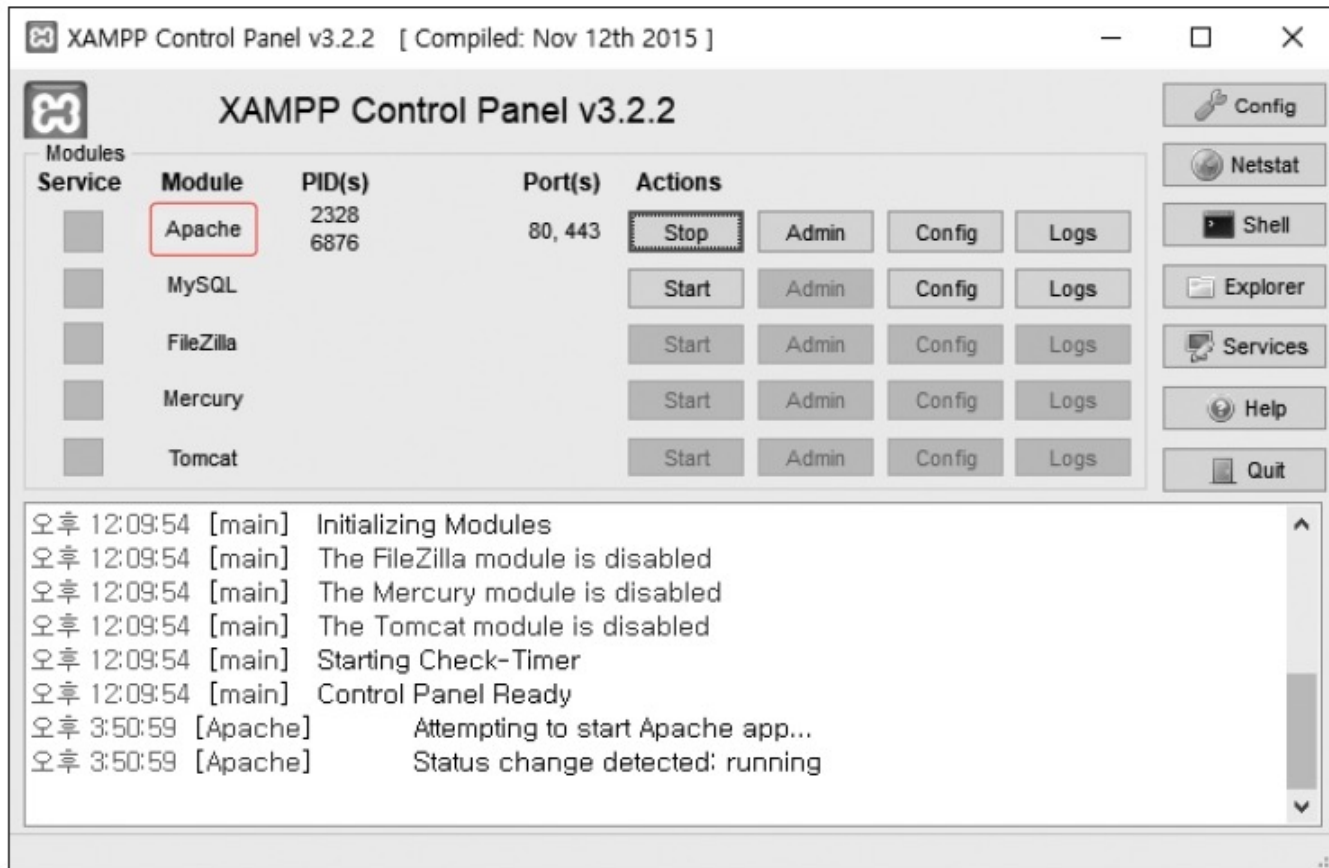 XAMPP Control Panel v3.2.2 [ Compiled: Nov 12th 2015 ]
XAMPP Control Panel v3.2.2
Config
Modules
Service Module PID(s) Port(s) Actions
Netstat
Apache 2328 6876 80, 443 Stop Admin Config Logs
Shell
MySQL Start Admin Config Logs
Explorer
FileZilla Start Admin Config Logs
Services
Mercury Start Admin Config Logs
Help
Tomcat Start Admin Config Logs
Quit
오후 12:09:54 [main] Initializing Modules
오후 12:09:54 [main] The FileZilla module is disabled
오후 12:09:54 [main] The Mercury module is disabled
오후 12:09:54 [main] The Tomcat module is disabled
오후 12:09:54 [main] Starting Check-Timer
오후 12:09:54 [main] Control Panel Ready
오후 3:50:59 [Apache] Attempting to start Apache app...
오후 3:50:59 [Apache] Status change detected: running